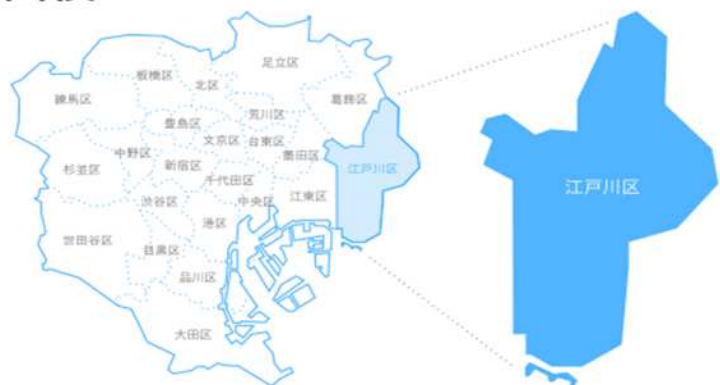 足立区
板橋区
北区
練馬区
葛飾区
荒川区
豊島区
文京区
台東区
中野区
墨田区
杉並区
新宿区
江戸川区
千代田区
渋谷区
中央区
江東区
港区
世田谷区
目黒区
品川区
大田区
江戸川区